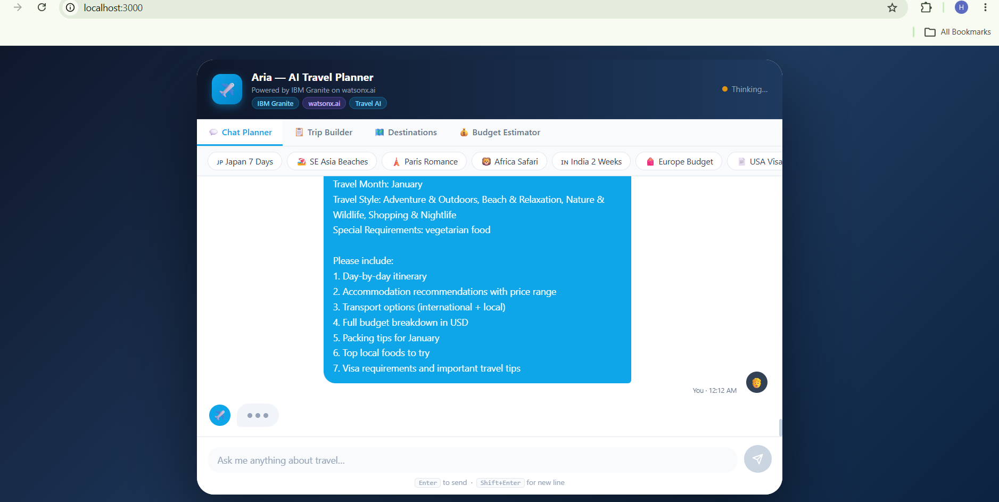 localhost:3000
H
All Bookmarks
Aria — AI Travel Planner
Powered by IBM Granite on watsonx.ai
IBM Granite watsonx.ai Travel AI
Thinking...
Chat Planner Trip Builder Destinations Budget Estimator
JP Japan 7 Days SE Asia Beaches Paris Romance Africa Safari IN India 2 Weeks Europe Budget USA Visa
Travel Month: January
Travel Style: Adventure & Outdoors, Beach & Relaxation, Nature &
Wildlife, Shopping & Nightlife
Special Requirements: vegetarian food
Please include:
1. Day-by-day itinerary
2. Accommodation recommendations with price range
3. Transport options (international + local)
4. Full budget breakdown in USD
5. Packing tips for January
6. Top local foods to try
7. Visa requirements and important travel tips
You · 12:12 AM
Ask me anything about travel...
Enter to send · Shift+Enter for new line